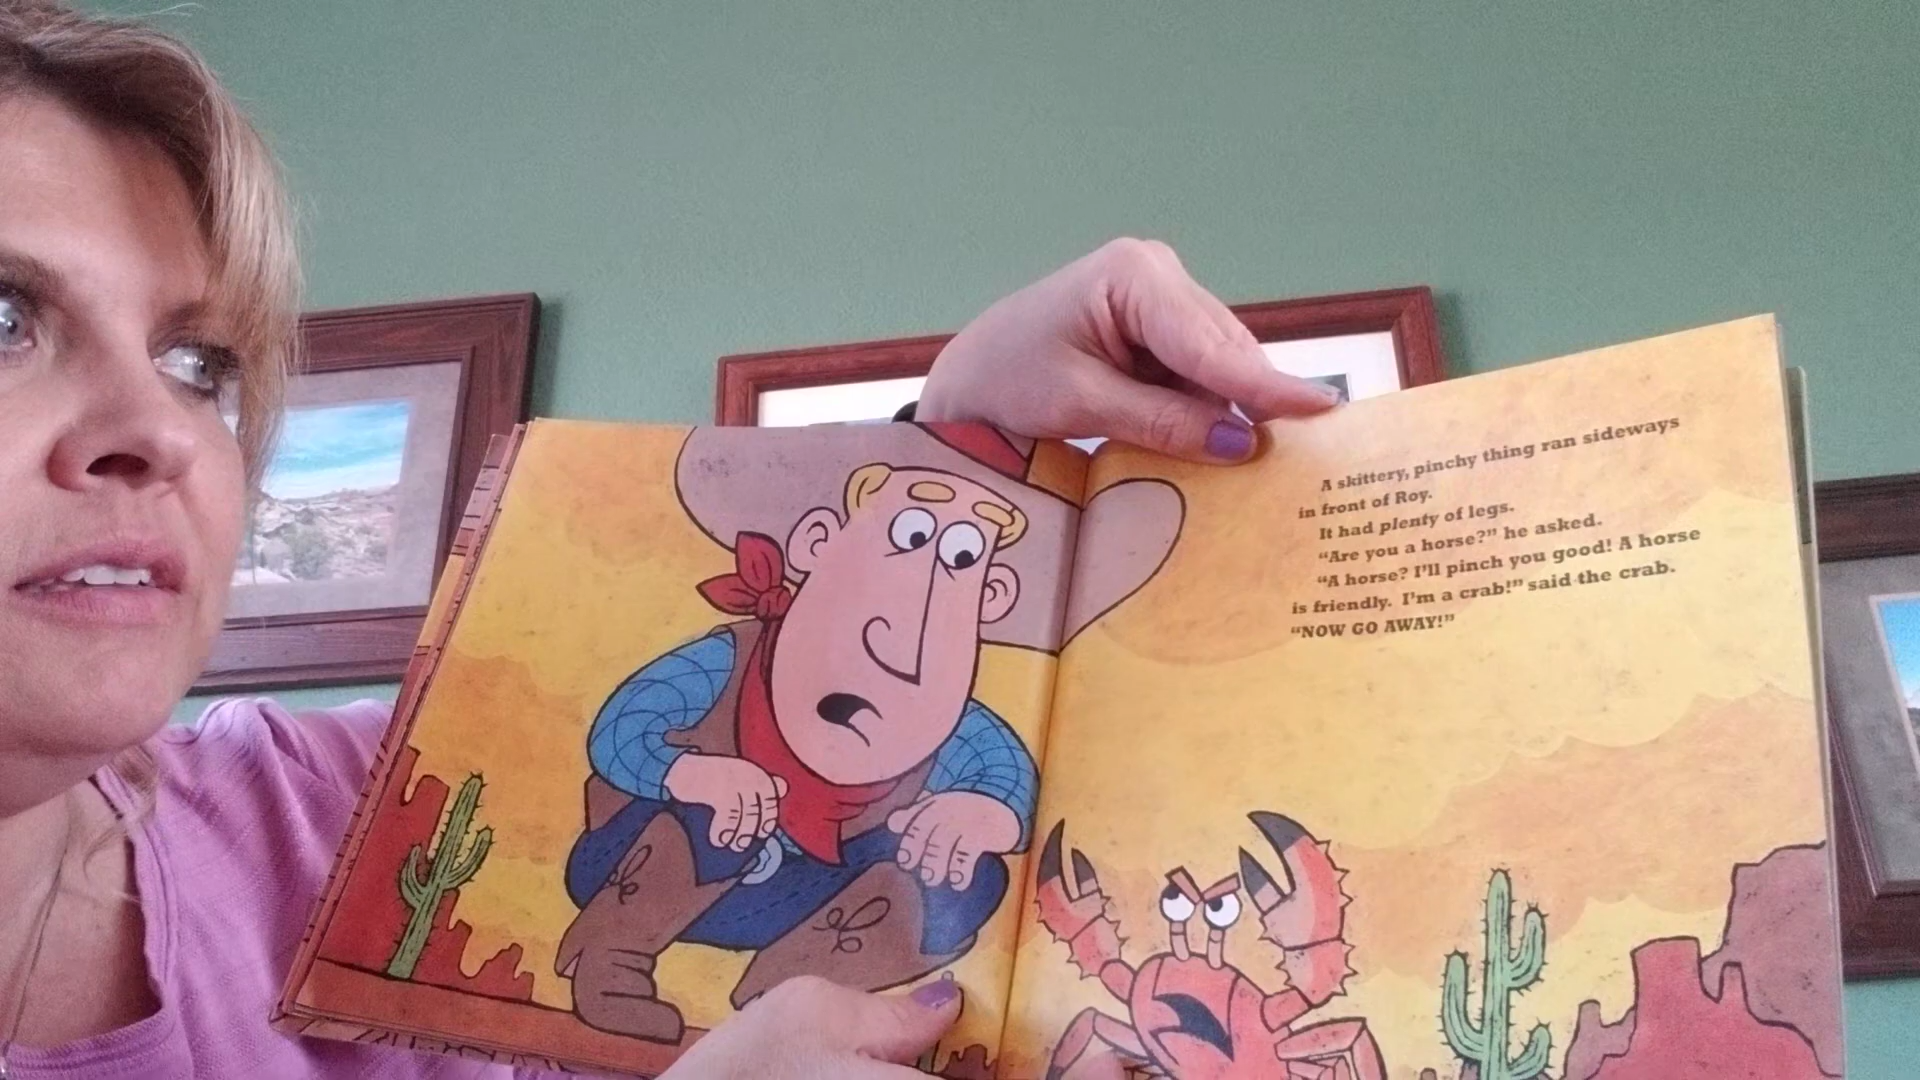 A skittery, pinchy thing ran sideways
in front of Roy.
It had plenty of legs.
“Are you a horse?” he asked.
“A horse? I’ll pinch you good! A horse
is friendly. I’m a crab!” said the crab.
“NOW GO AWAY!”